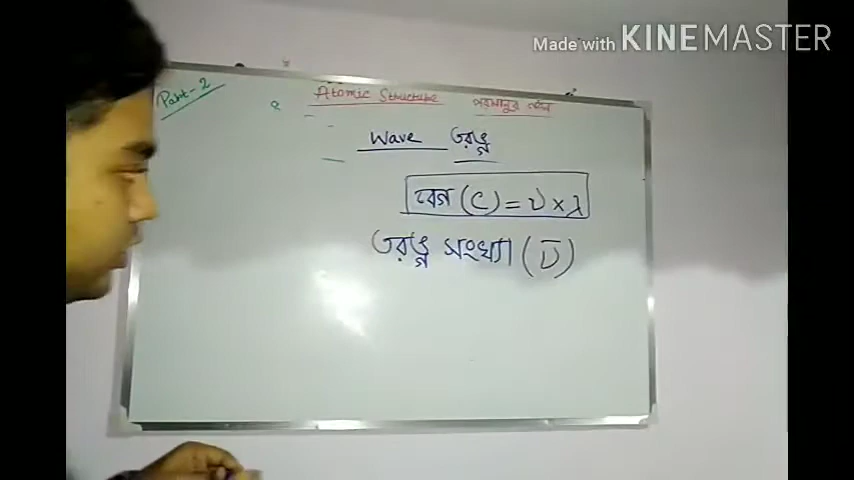 Made with KINEMASTER
Part-2
Atomic Structure পরমানুর গঠন
Wave তরঙ্গ
বেগ (C) = ν × λ
তরঙ্গ সংখ্যা (ν̅)